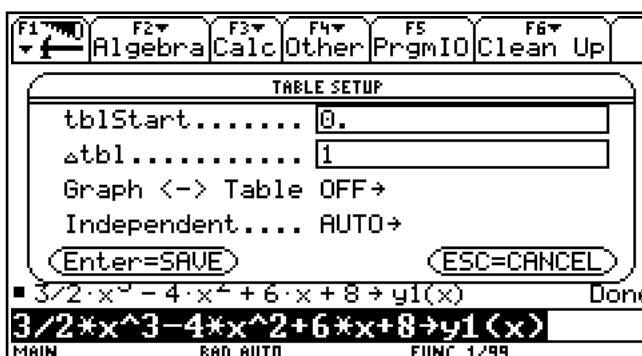 F1 F2 F3 F4 F5 F6
Algebra Calc Other PrgmIO Clean Up
TABLE SETUP
tblStart....... 0.
△tbl........... 1
Graph <-> Table OFF→
Independent.... AUTO→
Enter=SAVE ESC=CANCEL
▪ 3/2·x³ − 4·x² + 6·x + 8 → y1(x) Done
3/2*x^3-4*x^2+6*x+8→y1(x)
MAIN RAD AUTO FUNC 1/99